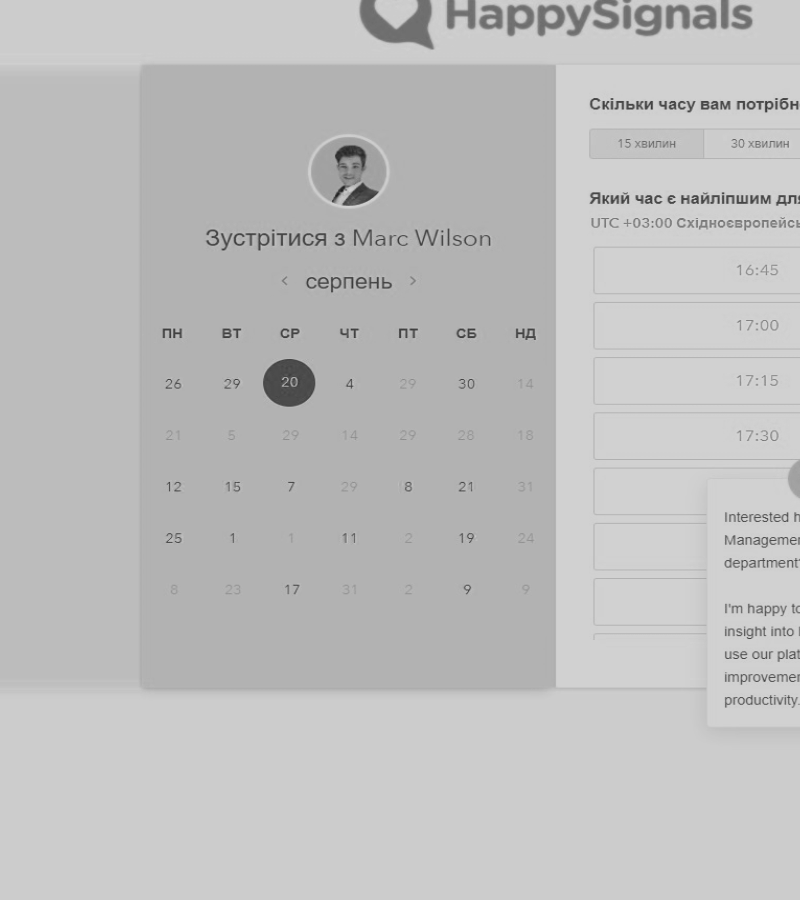 HappySignals
Зустрітися з Marc Wilson
< серпень >
ПН ВТ СР ЧТ ПТ СБ НД
26 29 20 4 29 30 14
21 5 29 14 29 28 18
12 15 7 29 8 21 31
25 1 1 11 2 19 24
8 23 17 31 2 9 9
Скільки часу вам потрібн
15 хвилин 30 хвилин
Який час є найліпшим для
UTC +03:00 Східноєвропейсь
16:45
17:00
17:15
17:30
Interested h
Managemen
department?
I'm happy to
insight into
use our plat
improvemen
productivity.